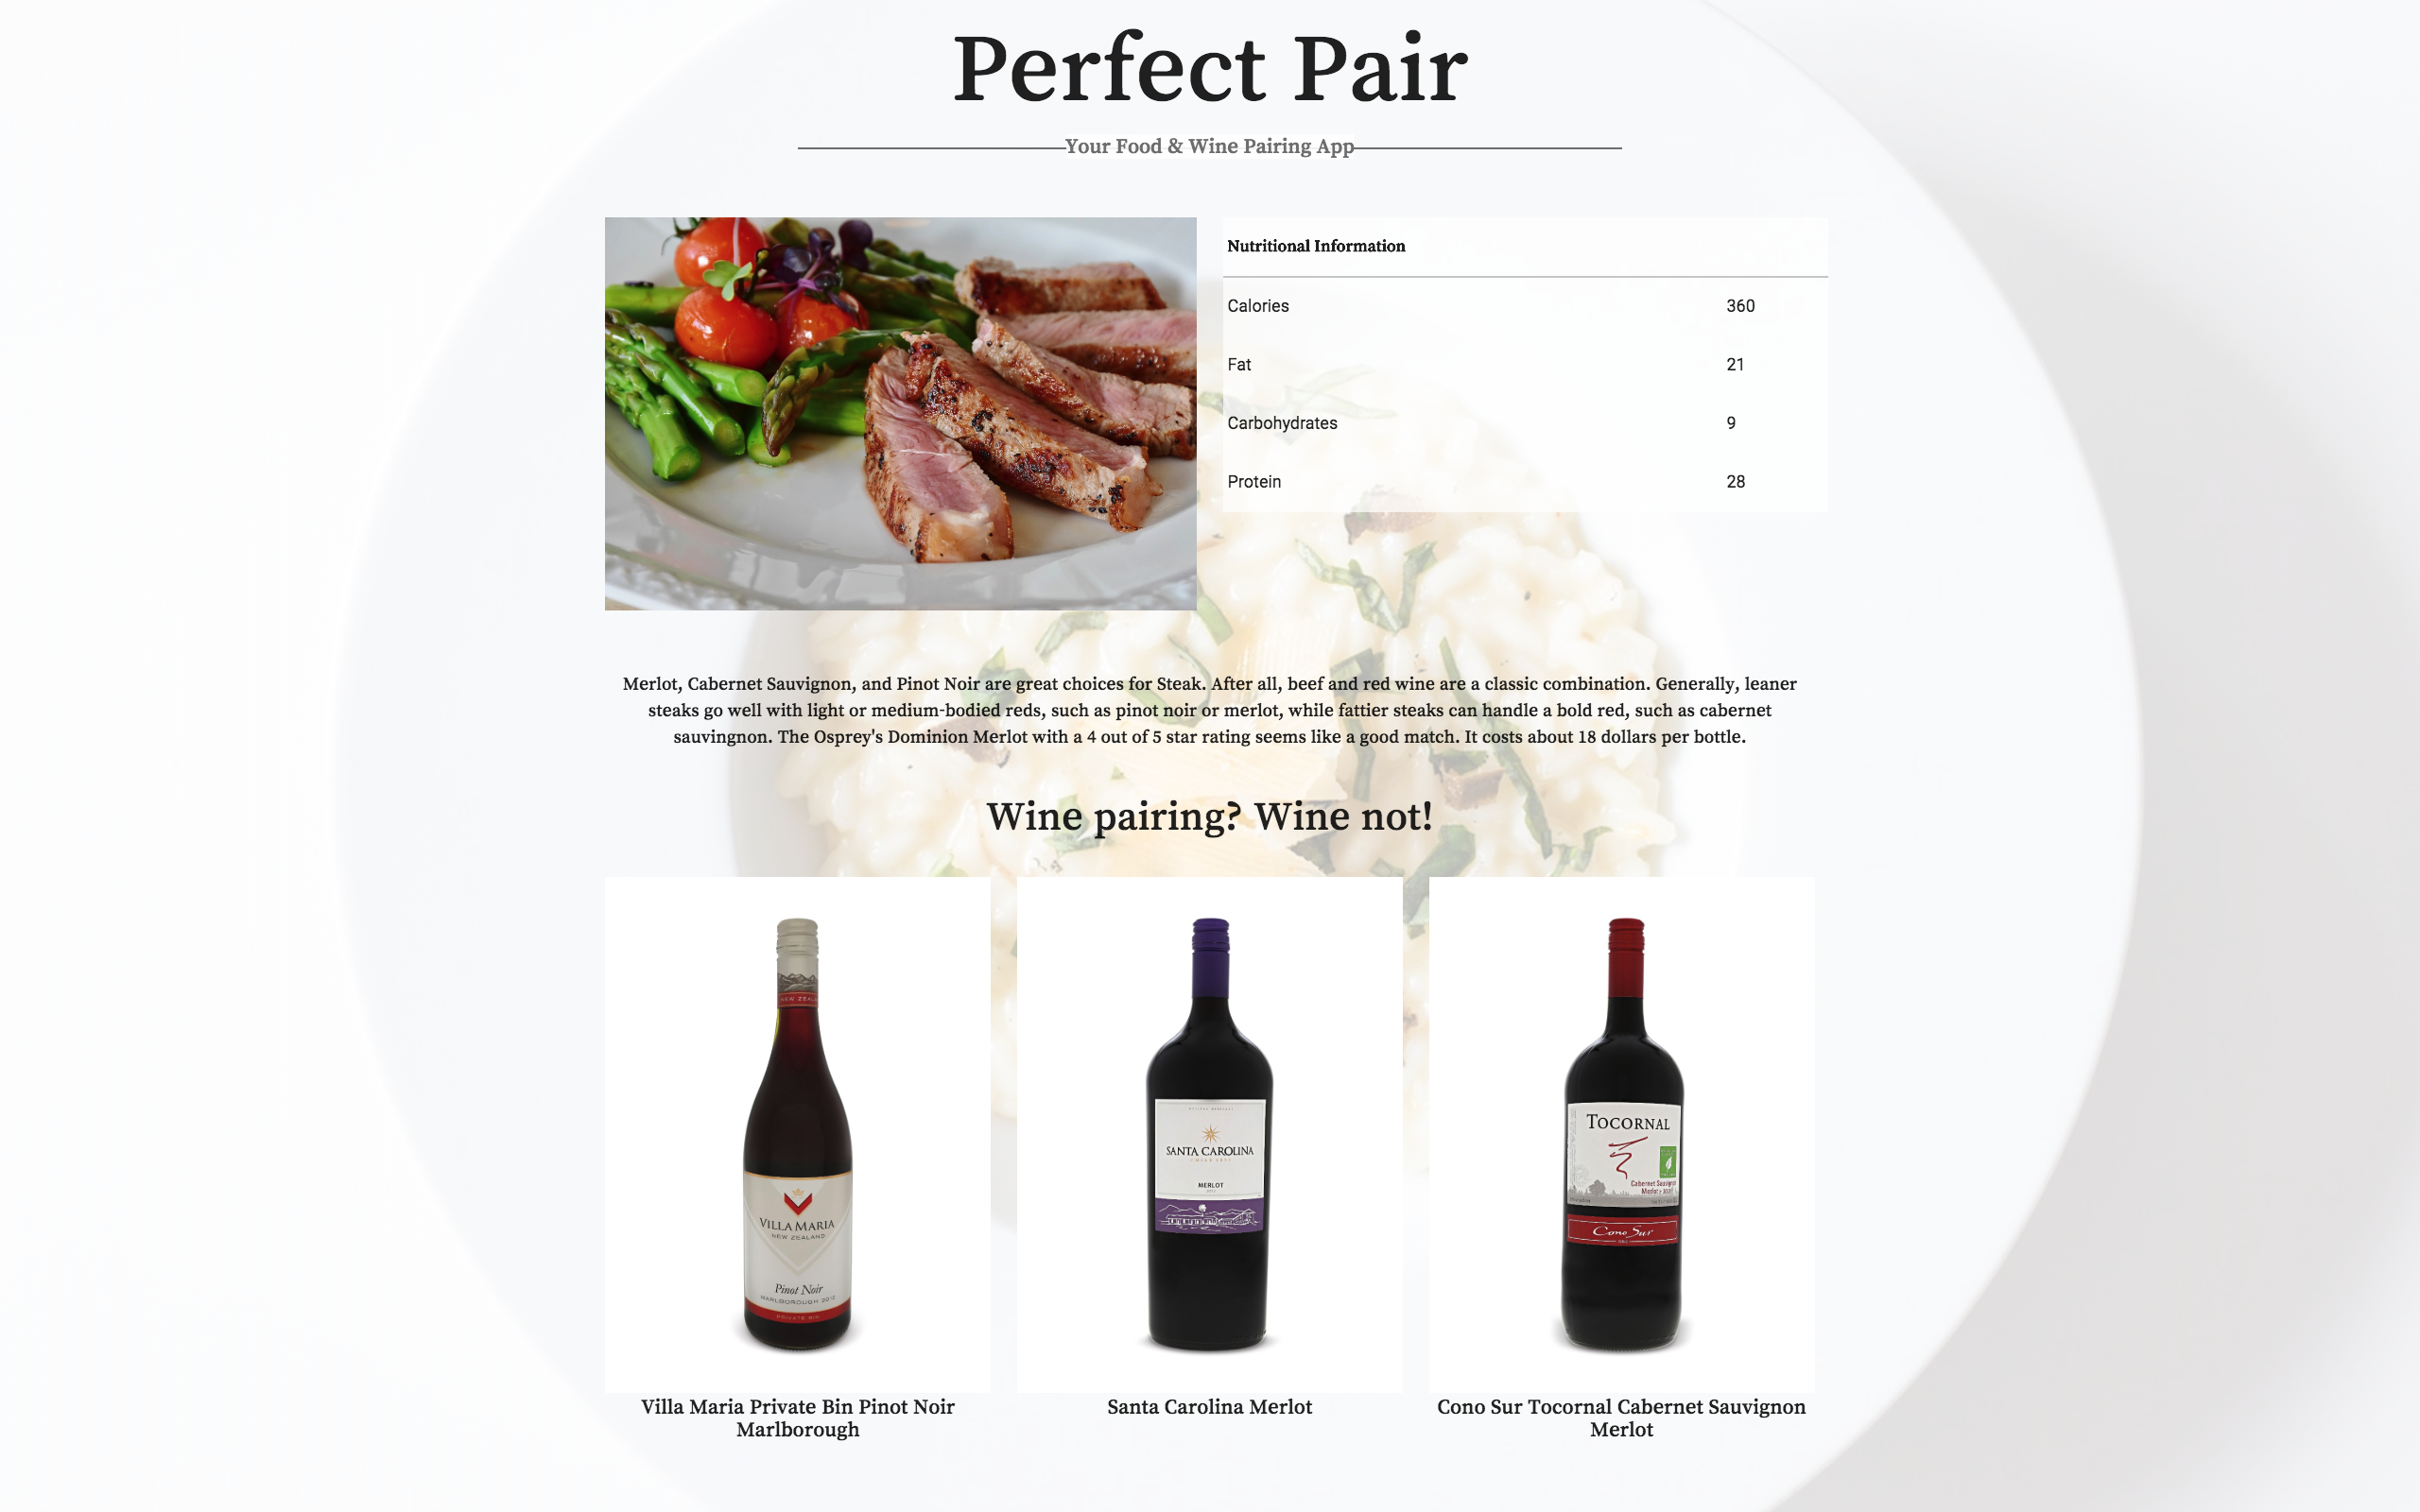 Perfect Pair
Your Food & Wine Pairing App
Nutritional Information
Calories 360
Fat 21
Carbohydrates 9
Protein 28
Merlot, Cabernet Sauvignon, and Pinot Noir are great choices for Steak. After all, beef and red wine are a classic combination. Generally, leaner
steaks go well with light or medium-bodied reds, such as pinot noir or merlot, while fattier steaks can handle a bold red, such as cabernet
sauvingnon. The Osprey's Dominion Merlot with a 4 out of 5 star rating seems like a good match. It costs about 18 dollars per bottle.
Wine pairing? Wine not!
NEW ZEAL
VILLA MARIA
NEW ZEALAND
Pinot Noir
MARLBOROUGH 2012
PRIVATE BIN
SANTA CAROLINA
MERLOT
TOCORNAL
Cabernet Sauvignon
Merlot
Cono Sur
Villa Maria Private Bin Pinot Noir
Marlborough
Santa Carolina Merlot
Cono Sur Tocornal Cabernet Sauvignon
Merlot